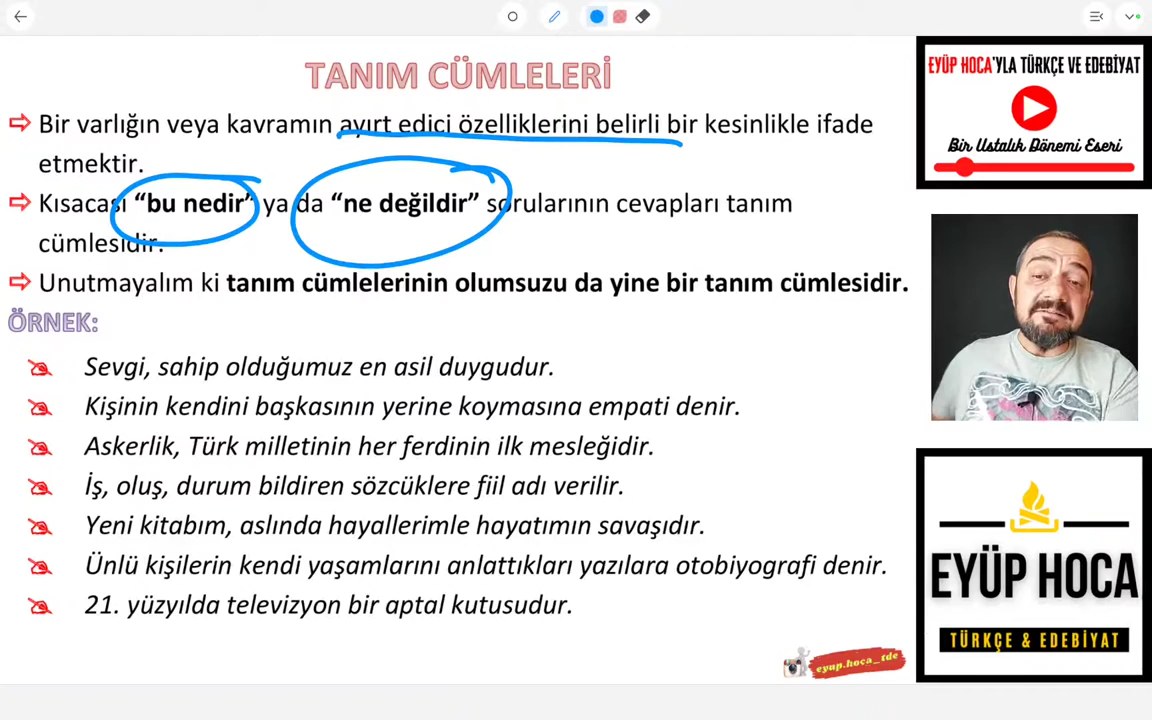 TANIM CÜMLELERİ
Bir varlığın veya kavramın ayırt edici özelliklerini belirli bir kesinlikle ifade
etmektir.
Kısacası “bu nedir” ya da “ne değildir” sorularının cevapları tanım
cümlesidir.
Unutmayalım ki tanım cümlelerinin olumsuzu da yine bir tanım cümlesidir.
ÖRNEK:
Sevgi, sahip olduğumuz en asil duygudur.
Kişinin kendini başkasının yerine koymasına empati denir.
Askerlik, Türk milletinin her ferdinin ilk mesleğidir.
İş, oluş, durum bildiren sözcüklere fiil adı verilir.
Yeni kitabım, aslında hayallerimle hayatımın savaşıdır.
Ünlü kişilerin kendi yaşamlarını anlattıkları yazılara otobiyografi denir.
21. yüzyılda televizyon bir aptal kutusudur.
eyup.hoca_tde
EYÜP HOCA'YLA TÜRKÇE VE EDEBİYAT
Bir Ustalık Dönemi Eseri
EYÜP HOCA
TÜRKÇE & EDEBİYAT